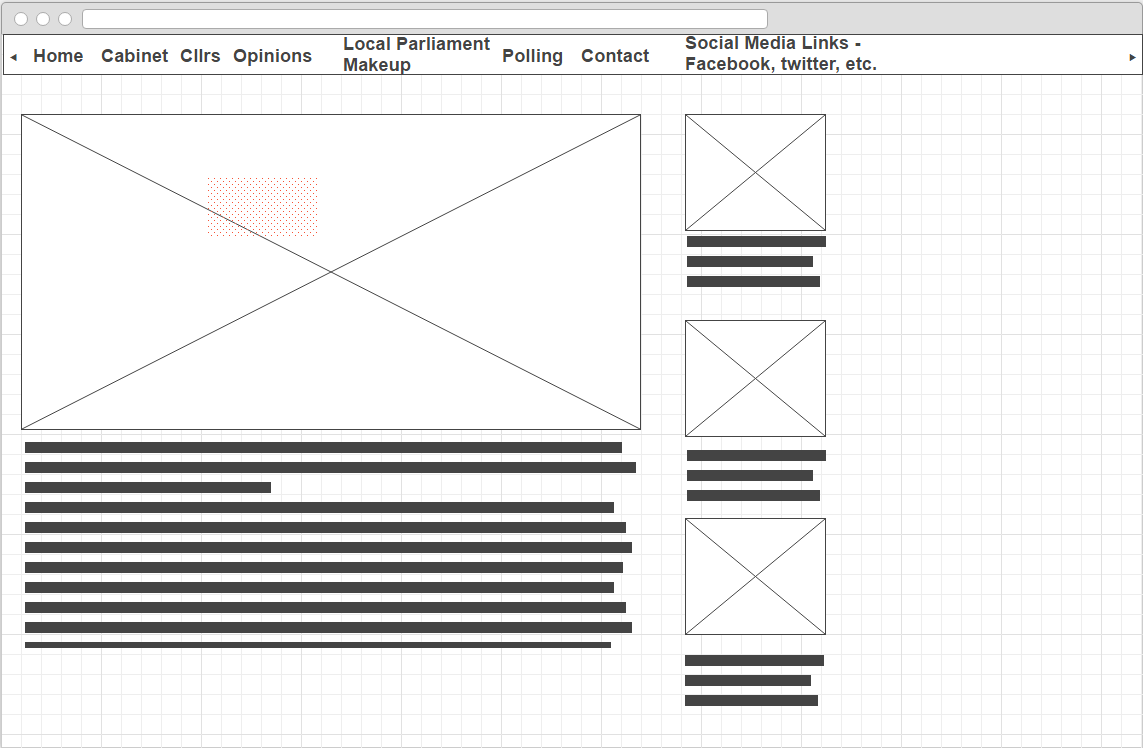 Home Cabinet Cllrs Opinions Local Parliament Makeup Polling Contact
Social Media Links -
Facebook, twitter, etc.